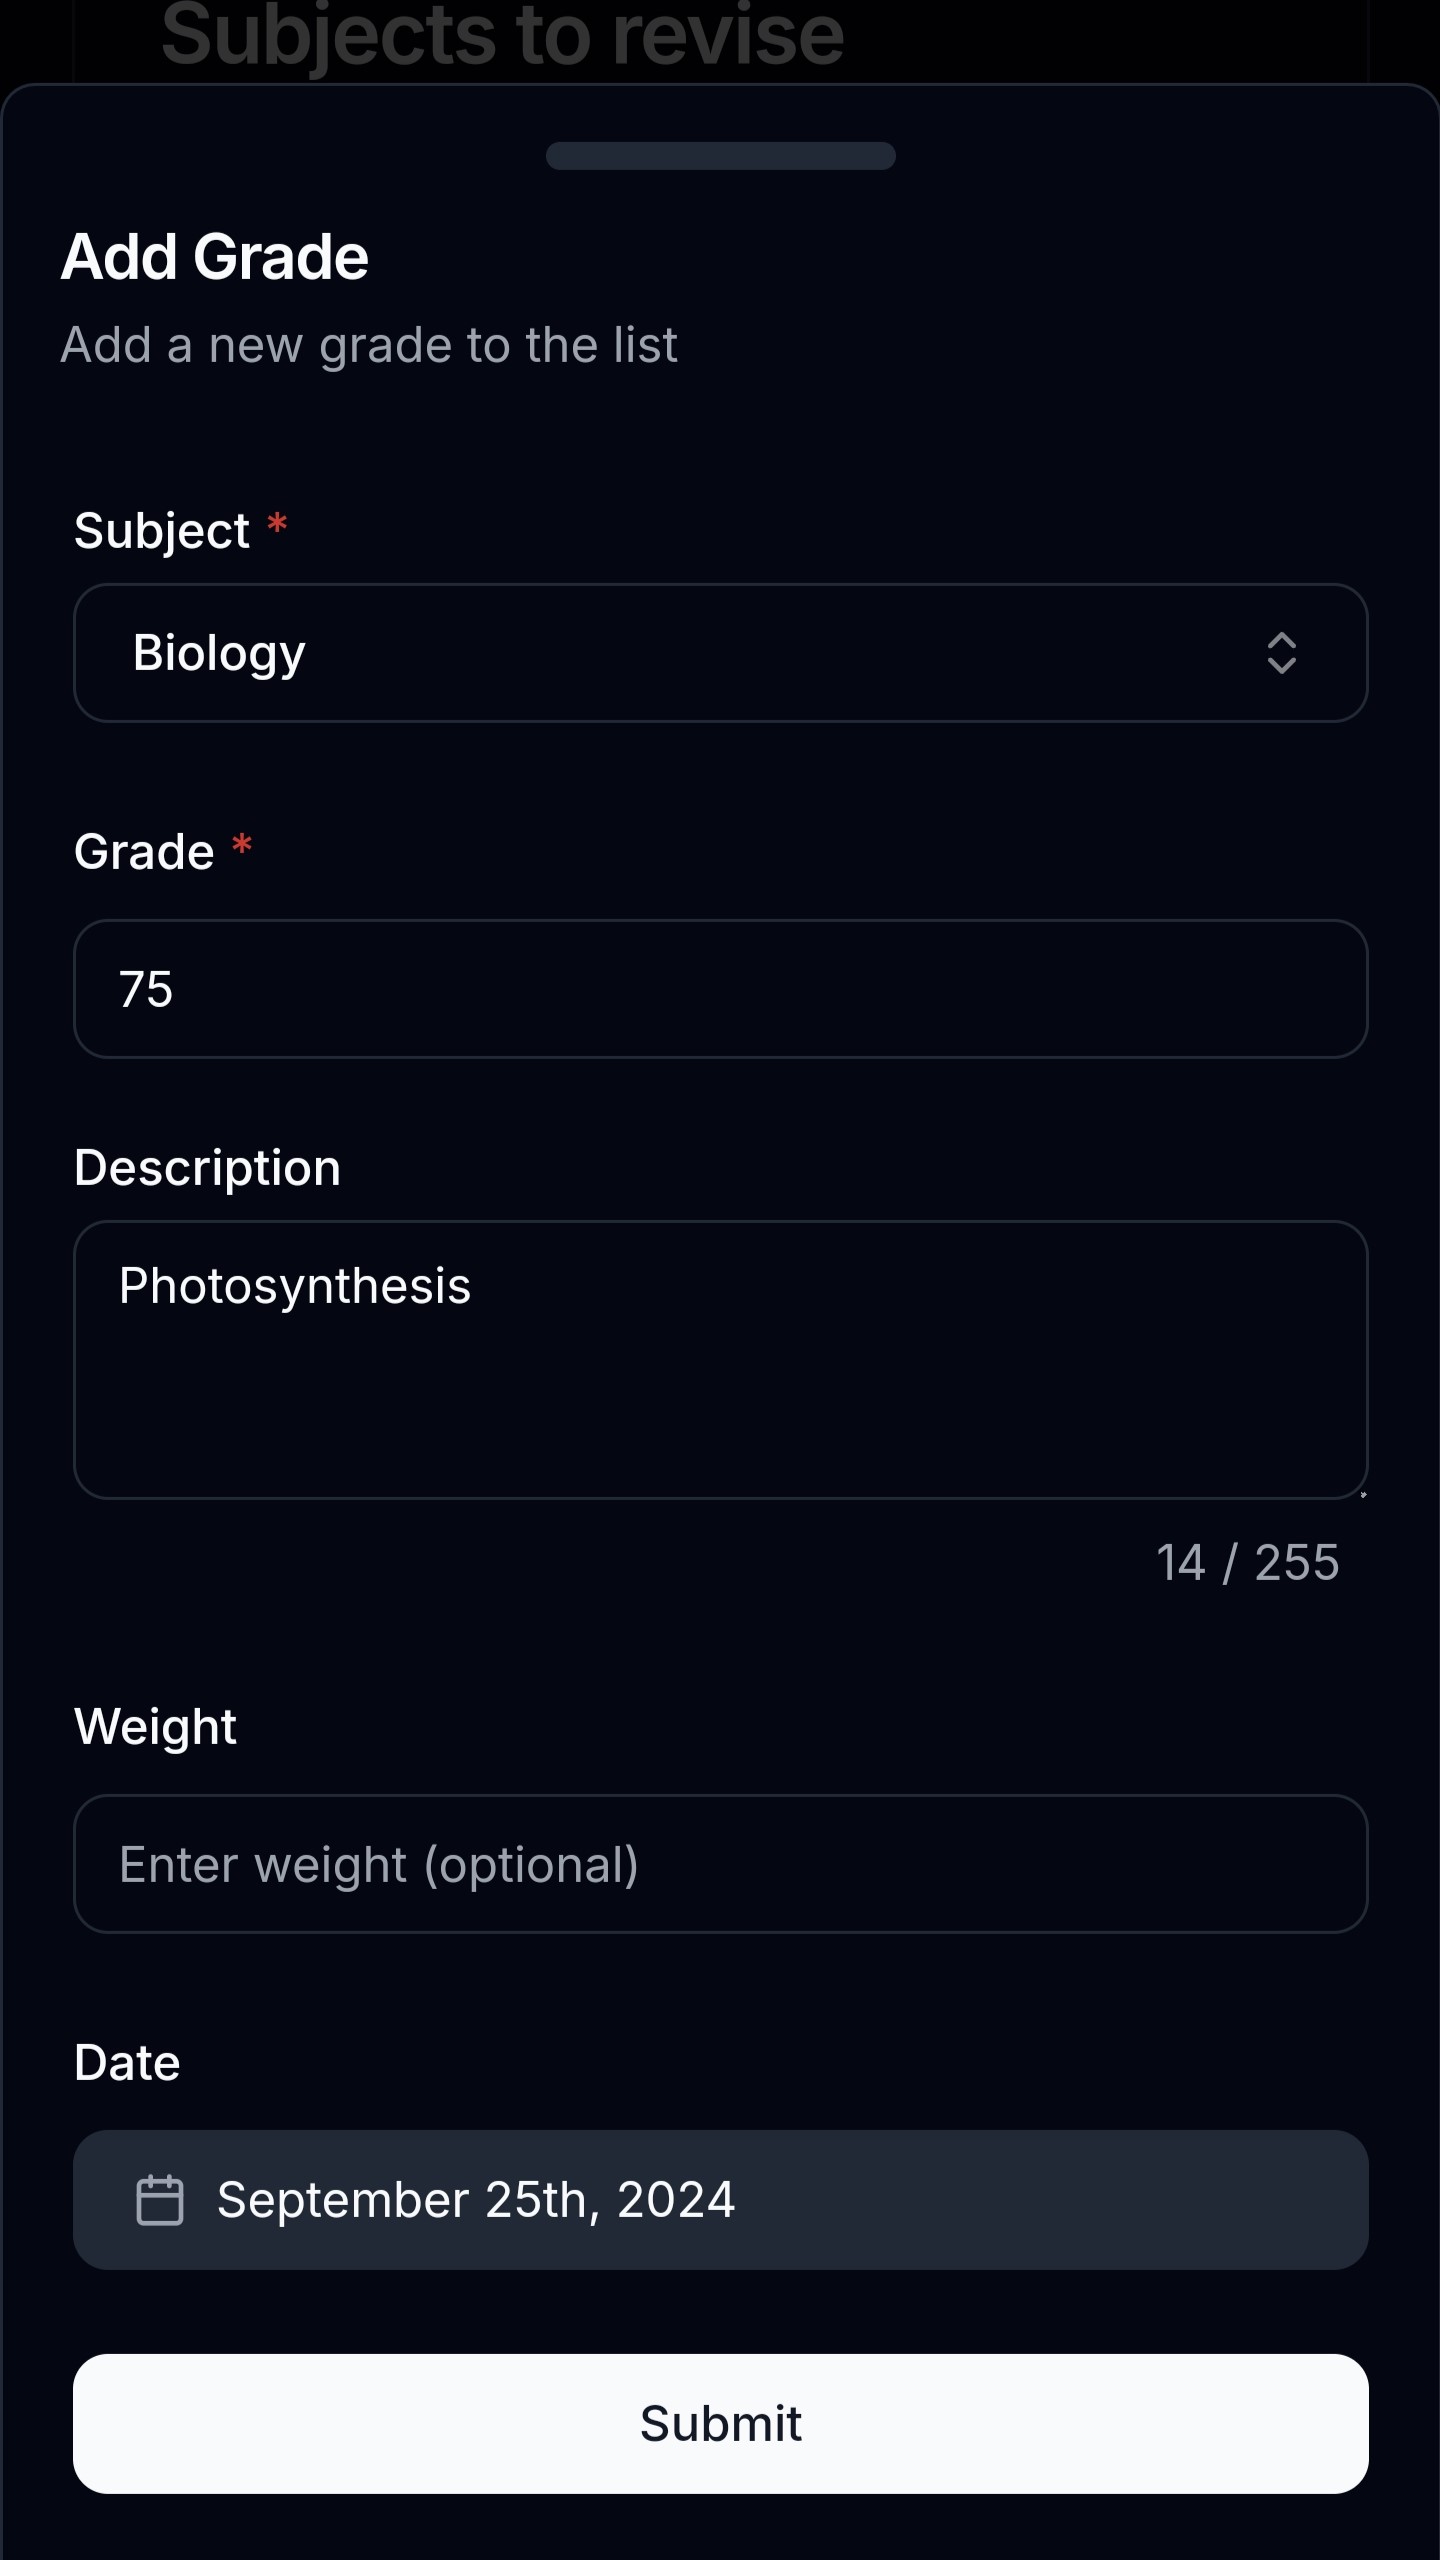 Subjects to revise
Add Grade
Add a new grade to the list
Subject *
Biology
Grade *
75
Description
Photosynthesis
14 / 255
Weight
Enter weight (optional)
Date
September 25th, 2024
Submit